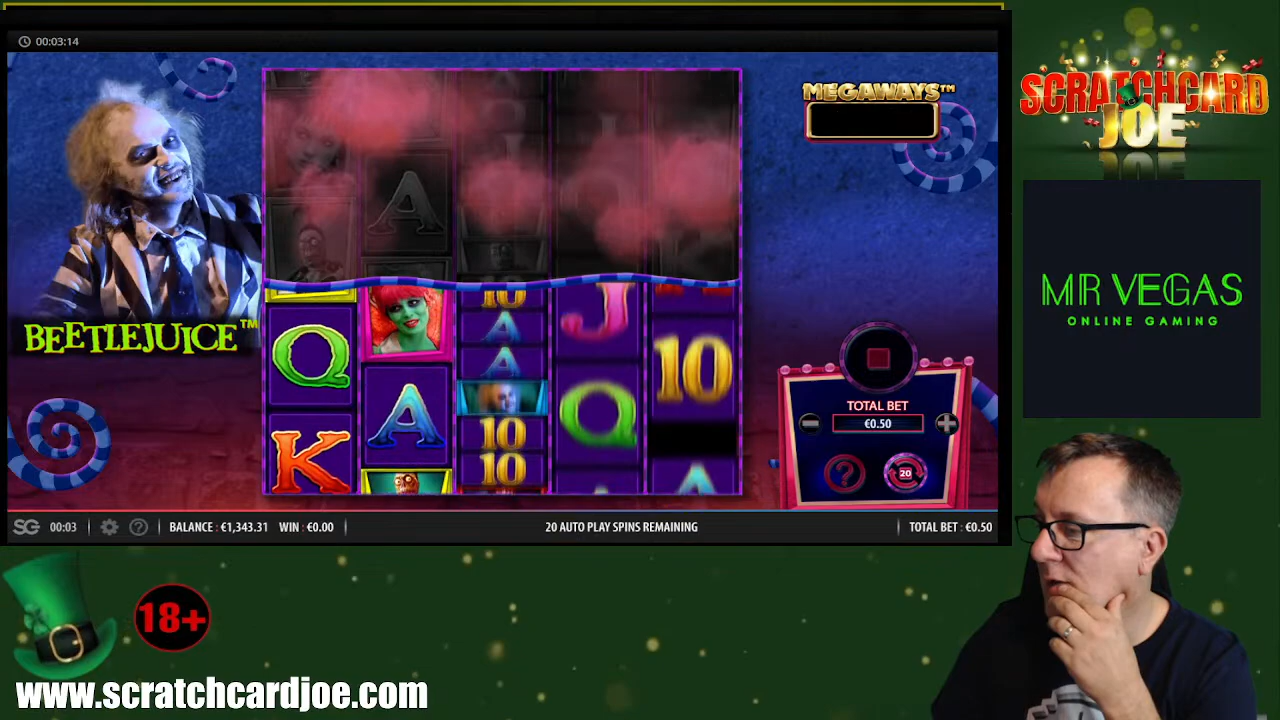 00:03:14
MEGAWAYS™
SCRATCHCARD
JOE
BEETLEJUICE™
10
A
A
10
10
J
Q
10
A
Q
K
A
A
MR VEGAS
ONLINE GAMING
TOTAL BET
€0.50
?
20
SG 00:03 ? BALANCE : €1,343.31 WIN : €0.00 20 AUTO PLAY SPINS REMAINING TOTAL BET : €0.50
18+
www.scratchcardjoe.com